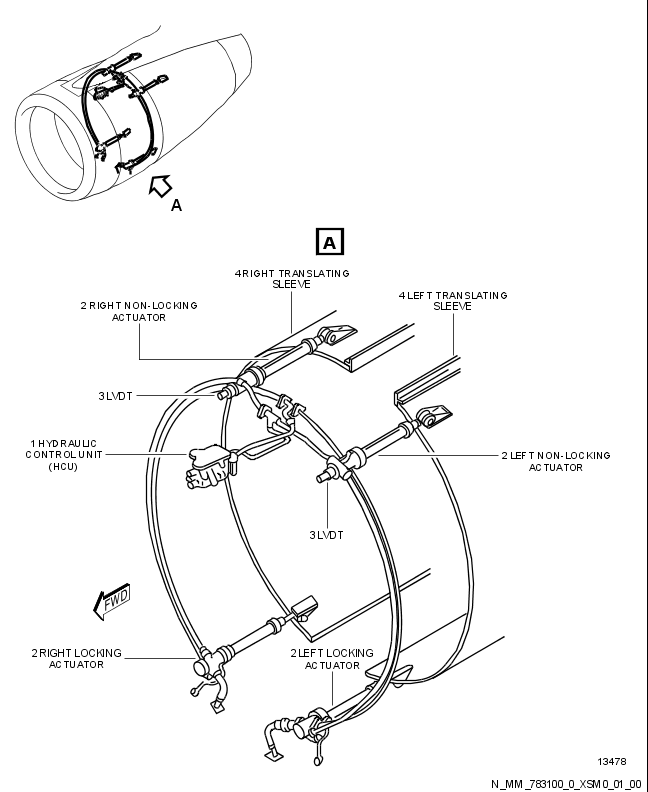 A
A
4 RIGHT TRANSLATING
SLEEVE
4 LEFT TRANSLATING
SLEEVE
2 RIGHT NON-LOCKING
ACTUATOR
3 LVDT
1 HYDRAULIC
CONTROL UNIT
(HCU)
2 LEFT NON-LOCKING
ACTUATOR
3 LVDT
FWD
2 RIGHT LOCKING
ACTUATOR
2 LEFT LOCKING
ACTUATOR
13478
N_MM_783100_0_XSM0_01_00